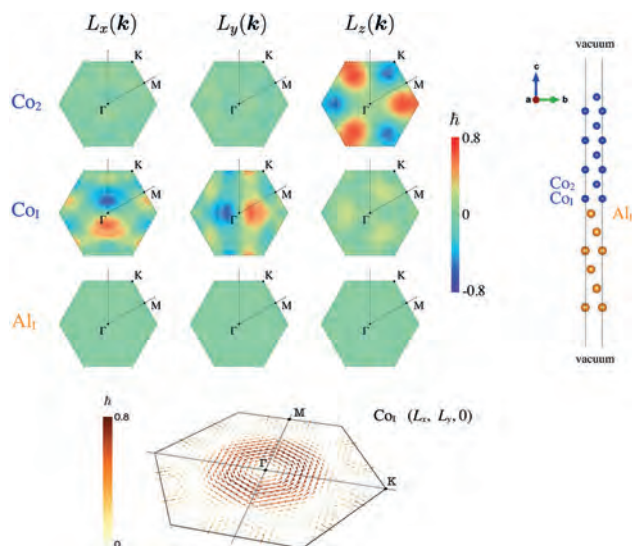 Lx(k) Ly(k) Lz(k)
Co2
K
M
Γ
K
M
Γ
K
M
Γ
Co1
K
M
Γ
K
M
Γ
K
M
Γ
Al1
K
M
Γ
K
M
Γ
K
M
Γ
ħ
0.8
0
-0.8
vacuum
c
a
b
Co2
Co1
Al1
vacuum
ħ
0.8
0
M
Γ
K
Co1 (Lx, Ly, 0)